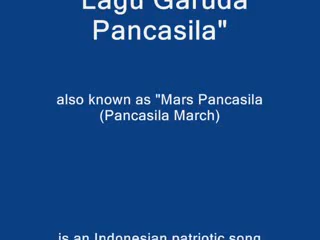 Lagu Garuda
Pancasila"
also known as "Mars Pancasila
(Pancasila March)
is an Indonesian patriotic song